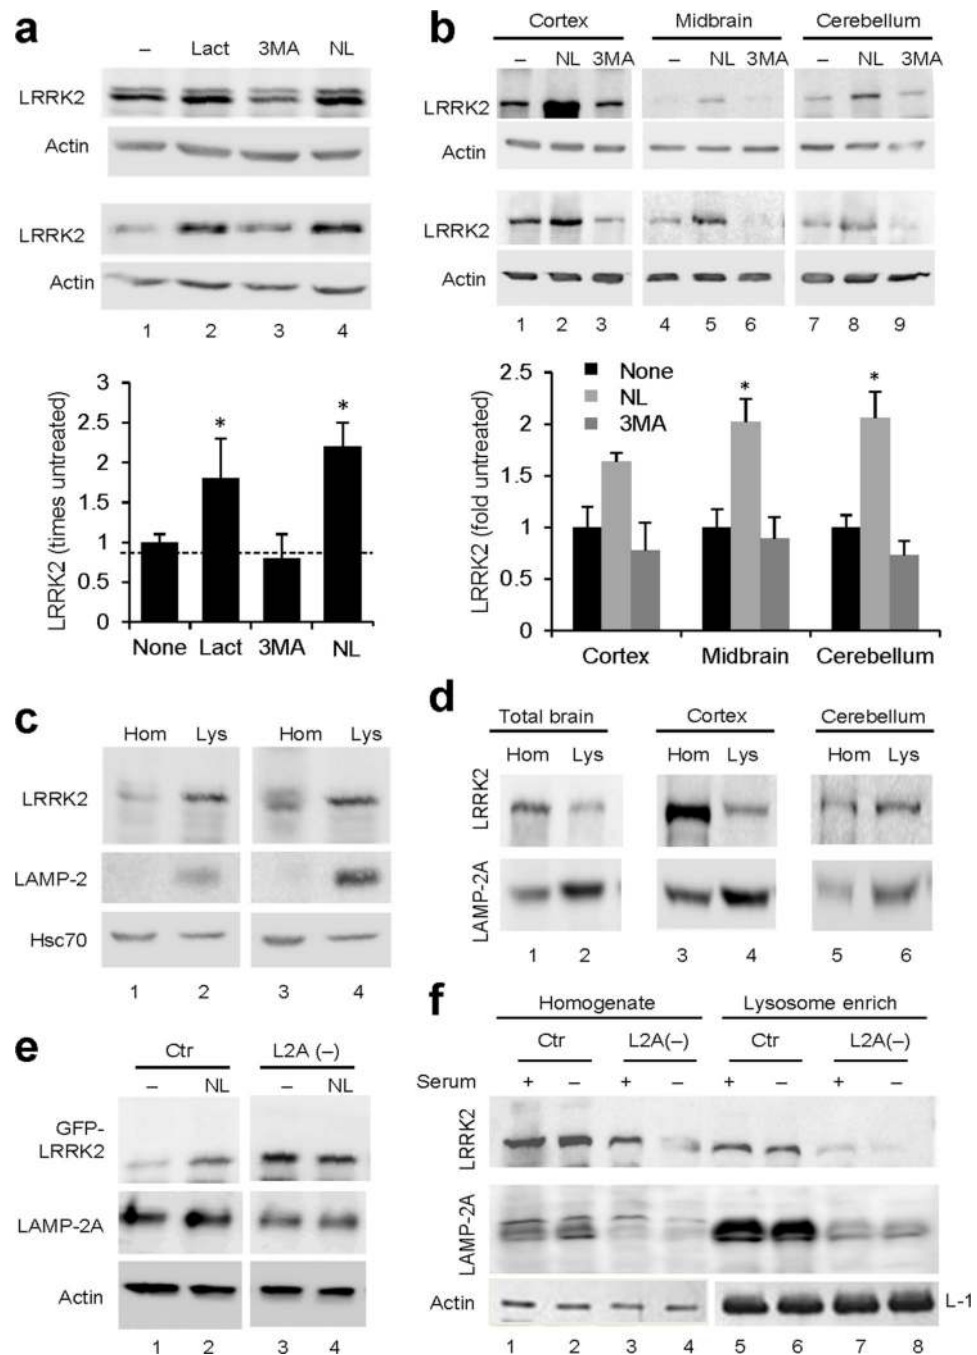 a
– Lact 3MA NL
LRRK2
Actin
LRRK2
Actin
1 2 3 4
LRRK2 (times untreated)
3
2.5
2
1.5
1
0.5
0
* *
None Lact 3MA NL
b
Cortex Midbrain Cerebellum
– NL 3MA – NL 3MA – NL 3MA
LRRK2
Actin
LRRK2
Actin
1 2 3 4 5 6 7 8 9
LRRK2 (fold untreated)
2.5
2
1.5
1
0.5
0
None
NL
3MA
* *
Cortex Midbrain Cerebellum
c
Hom Lys Hom Lys
LRRK2
LAMP-2
Hsc70
1 2 3 4
d
Total brain Cortex Cerebellum
Hom Lys Hom Lys Hom Lys
LRRK2
LAMP-2A
1 2 3 4 5 6
e
Ctr L2A (–)
– NL – NL
GFP-
LRRK2
LAMP-2A
Actin
1 2 3 4
f
Homogenate Lysosome enrich
Ctr L2A(–) Ctr L2A(–)
Serum + – + – + – + –
LRRK2
LAMP-2A
Actin L-1
1 2 3 4 5 6 7 8